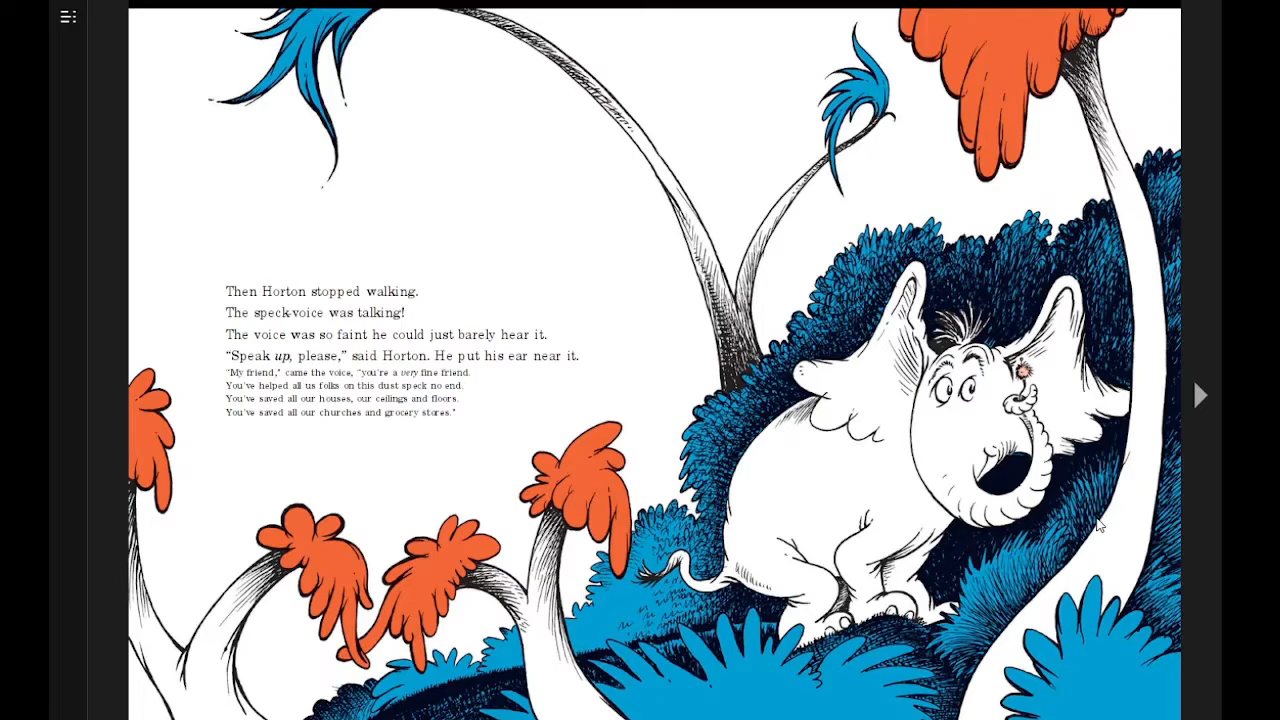 Then Horton stopped walking.
The speck-voice was talking!
The voice was so faint he could just barely hear it.
“Speak up, please,” said Horton. He put his ear near it.
“My friend,” came the voice, “you're a very fine friend.
You've helped all us folks on this dust speck no end.
You've saved all our houses, our ceilings and floors.
You've saved all our churches and grocery stores.”